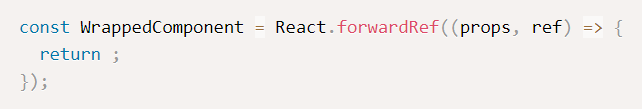 const WrappedComponent = React.forwardRef((props, ref) => {
  return ;
});